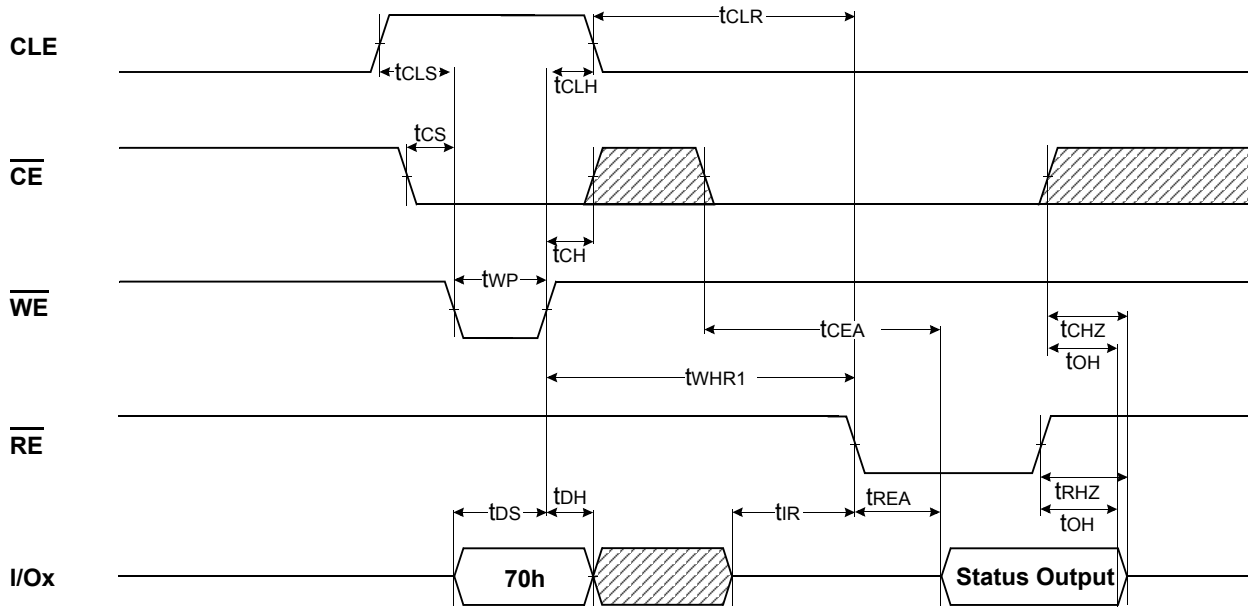 tCLR
CLE
tCLS
tCLH
tCS
CE
tCH
tWP
WE
tCEA
tCHZ
tOH
tWHR1
RE
tDH
tRHZ
tDS
tIR
tREA
tOH
I/Ox
70h
Status Output